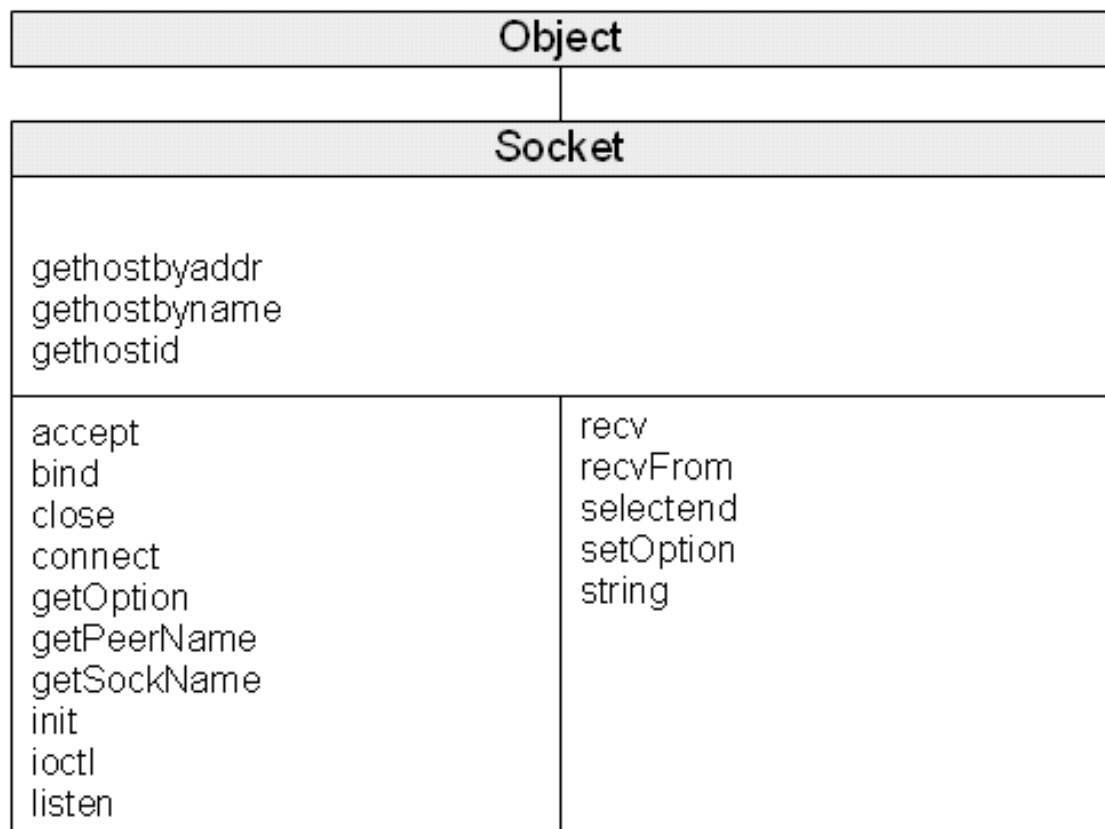 Object
Socket
gethostbyaddr
gethostbyname
gethostid
accept
bind
close
connect
getOption
getPeerName
getSockName
init
ioctl
listen
recv
recvFrom
selectend
setOption
string